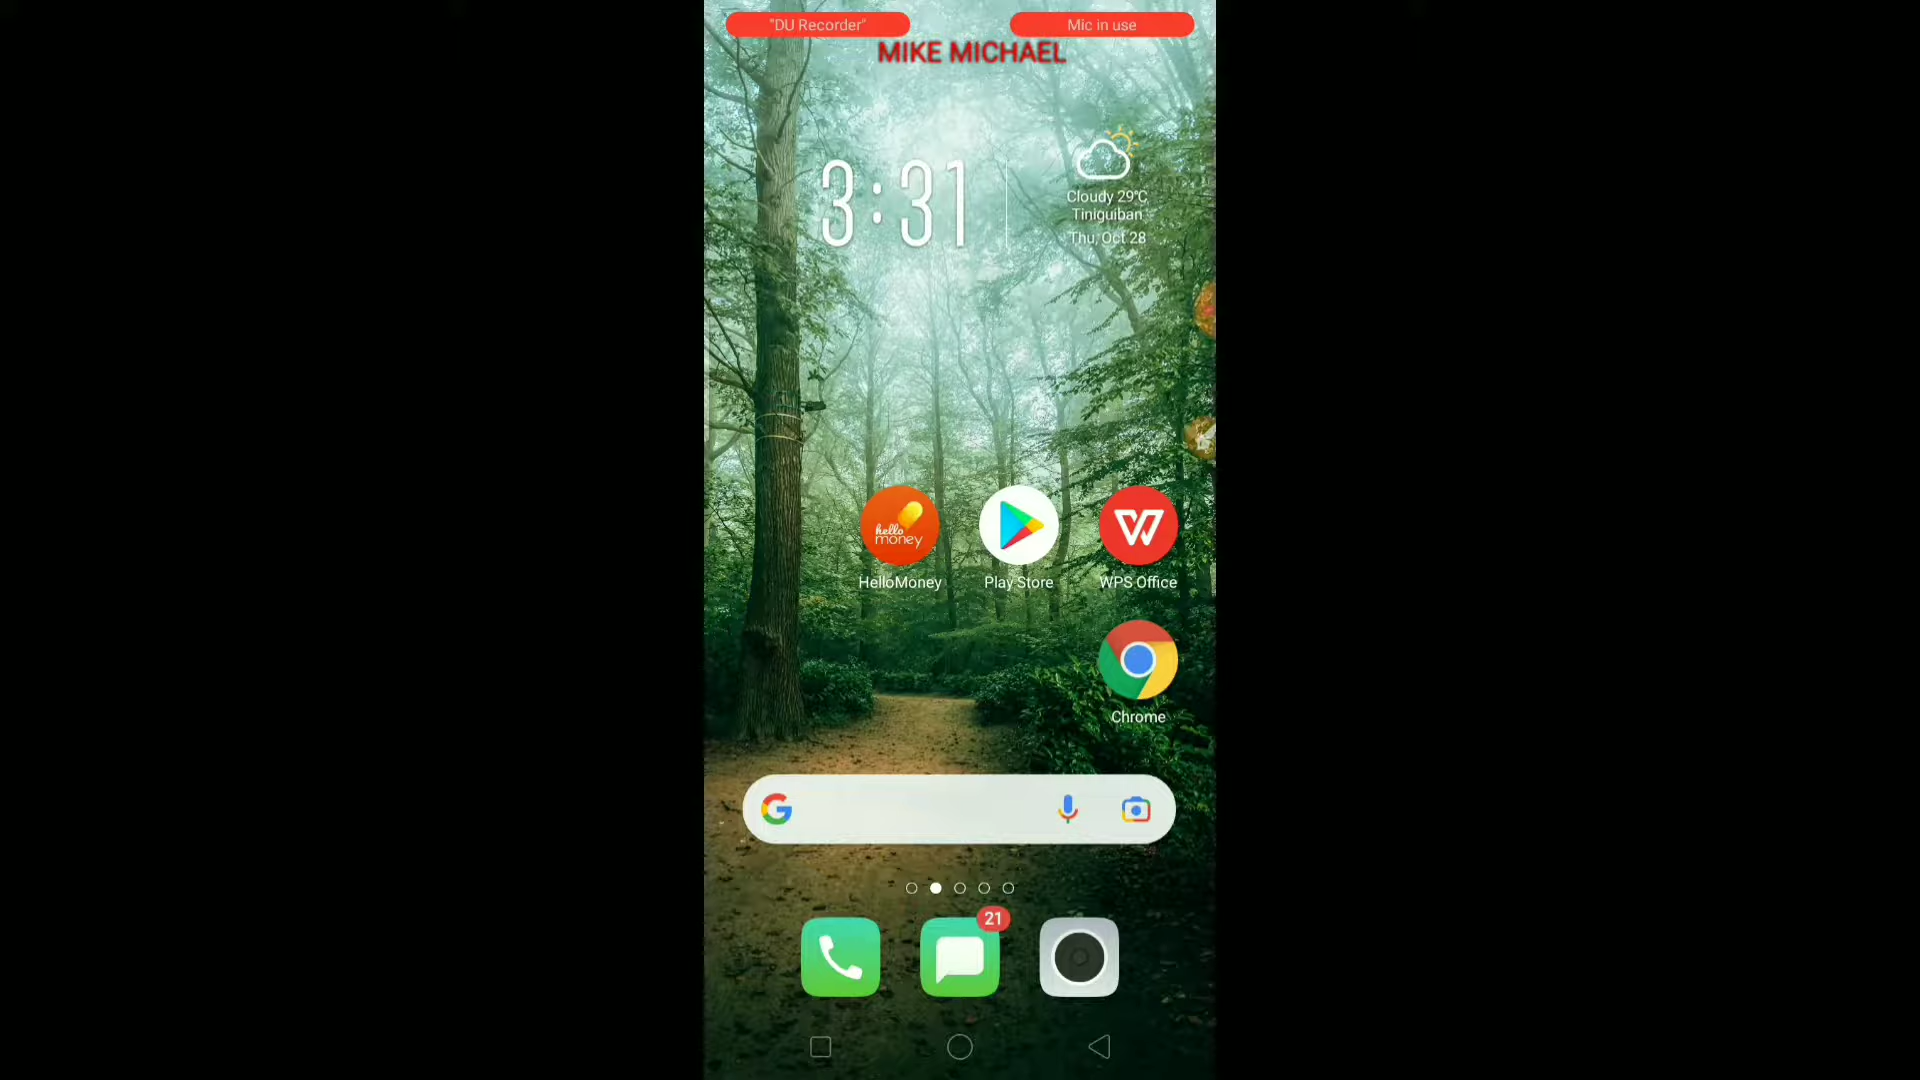 "DU Recorder"
Mic in use
MIKE MICHAEL
3:31
Cloudy 29°C
Tiniguiban
Thu, Oct 28
hello
money
HelloMoney
Play Store
WPS Office
Chrome
21